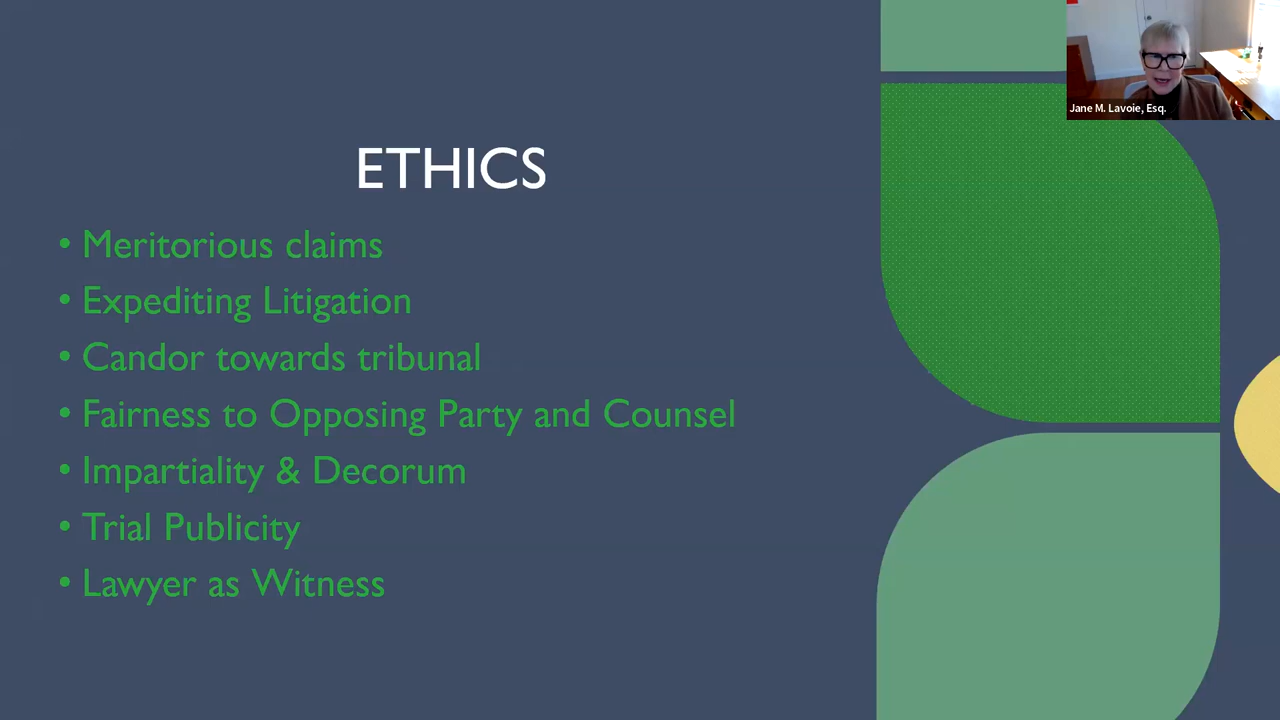 Jane M. Lavoie, Esq.
ETHICS
• Meritorious claims
• Expediting Litigation
• Candor towards tribunal
• Fairness to Opposing Party and Counsel
• Impartiality & Decorum
• Trial Publicity
• Lawyer as Witness